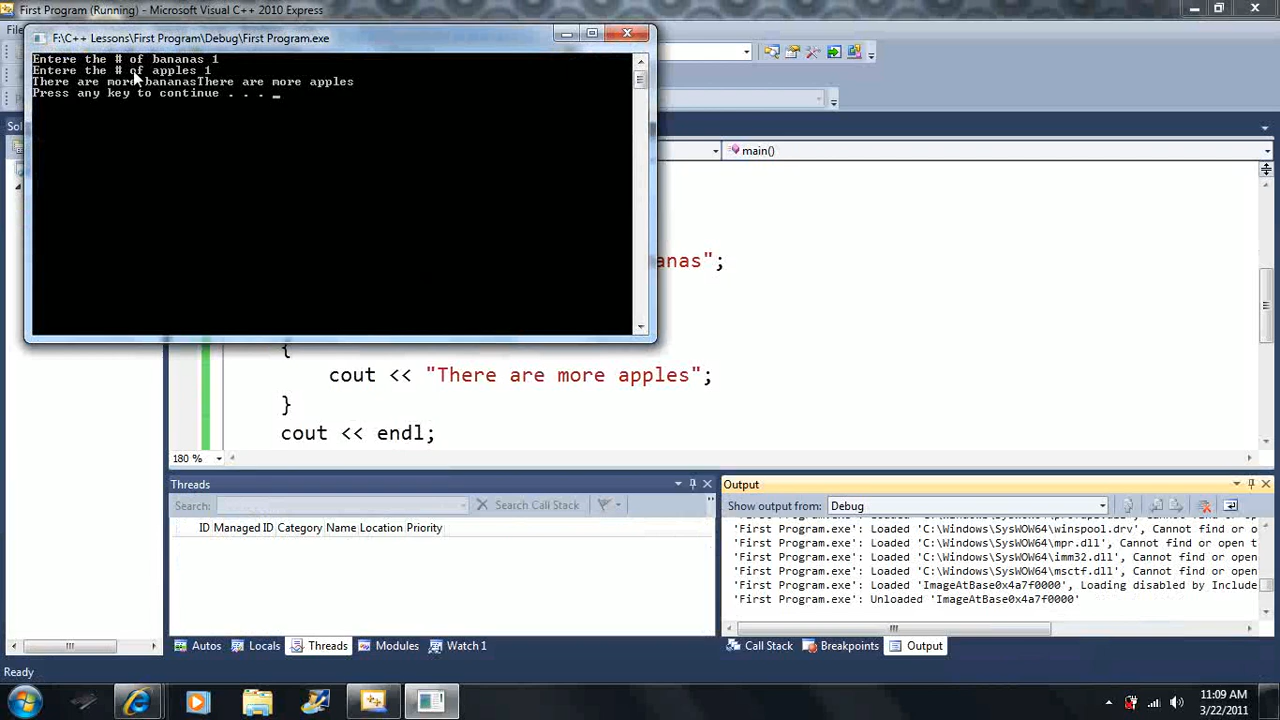 First Program (Running) - Microsoft Visual C++ 2010 Express
F:\C++ Lessons\First Program\Debug\First Program.exe
Entere the # of bananas 1
Entere the # of apples 1
There are more bananasThere are more apples
Press any key to continue . . . _
main()
anas";
{
cout << "There are more apples";
}
cout << endl;
180 %
Threads
Search:
Search Call Stack
ID Managed ID Category Name Location Priority
Output
Show output from: Debug
'First Program.exe': Loaded 'C:\Windows\SysWOW64\winspool.drv', Cannot find or o
'First Program.exe': Loaded 'C:\Windows\SysWOW64\mpr.dll', Cannot find or open t
'First Program.exe': Loaded 'C:\Windows\SysWOW64\imm32.dll', Cannot find or open
'First Program.exe': Loaded 'C:\Windows\SysWOW64\msctf.dll', Cannot find or open
'First Program.exe': Loaded 'ImageAtBase0x4a7f0000', Loading disabled by Include
'First Program.exe': Unloaded 'ImageAtBase0x4a7f0000'
Autos Locals Threads Modules Watch 1
Call Stack Breakpoints Output
Ready
11:09 AM
3/22/2011